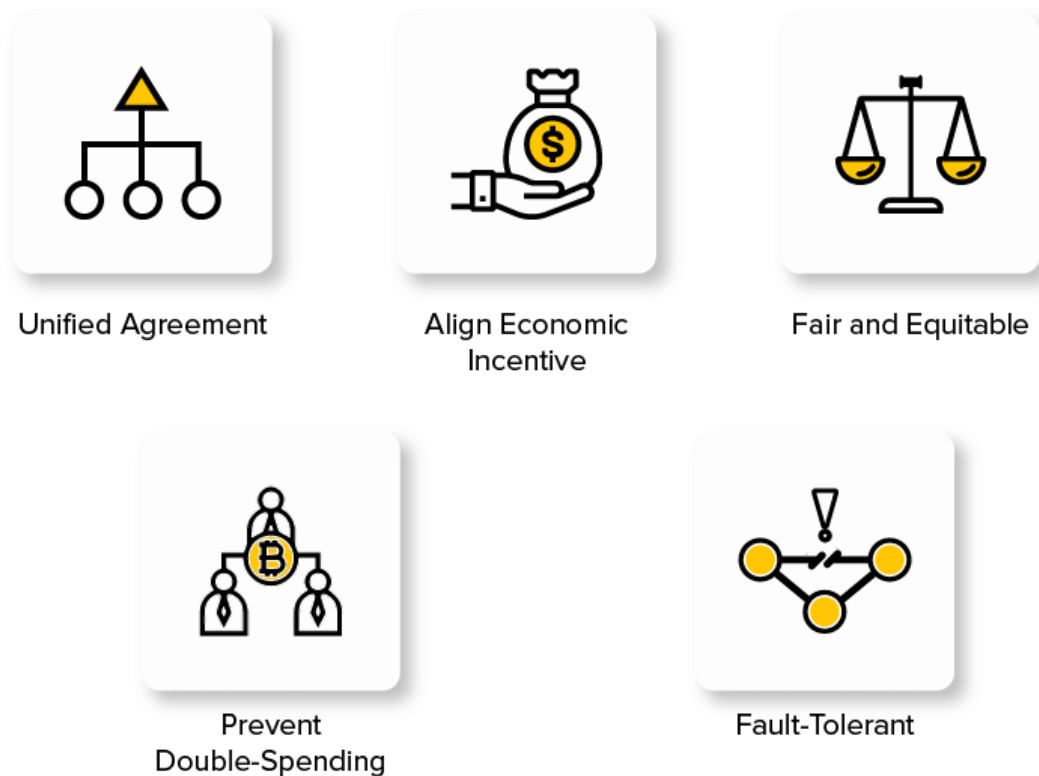 $
Unified Agreement
Align Economic
Incentive
Fair and Equitable
₿
Prevent
Double-Spending
Fault-Tolerant